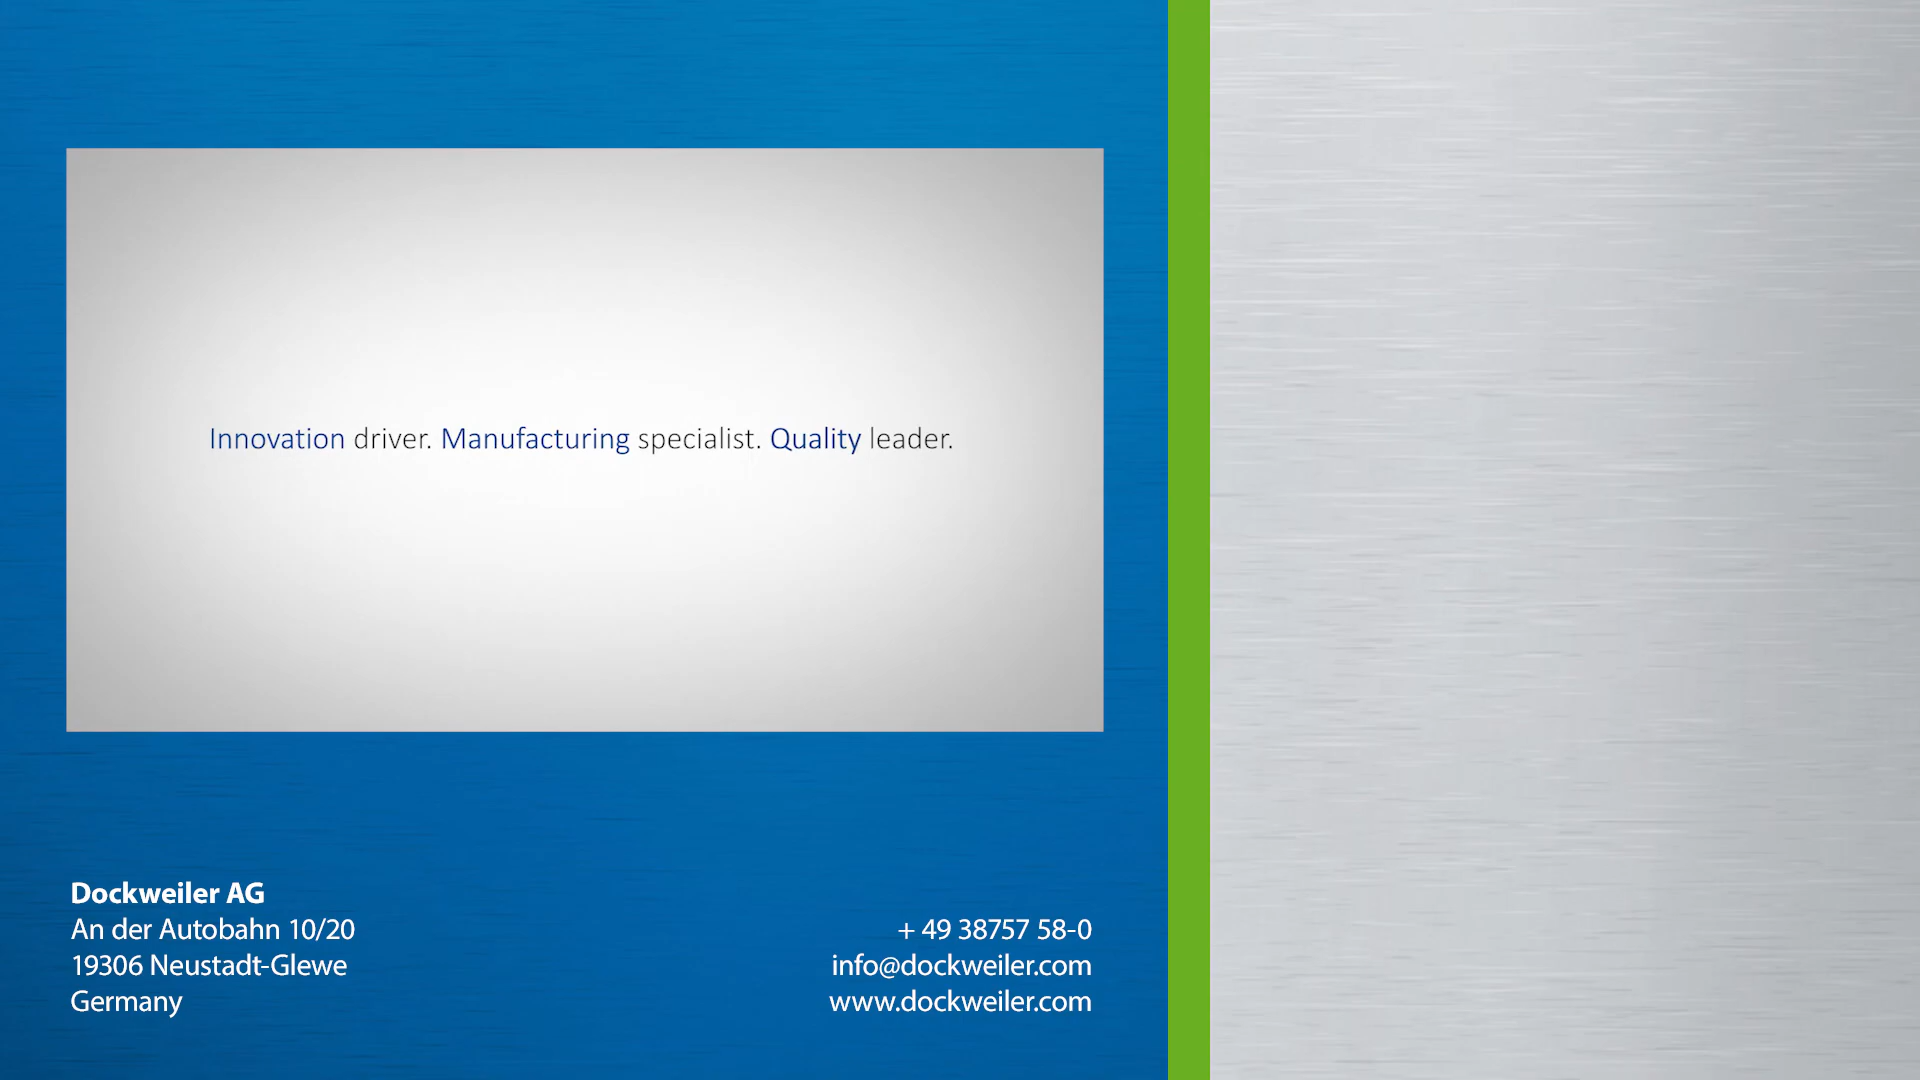 Innovation driver. Manufacturing specialist. Quality leader.
Dockweiler AG
An der Autobahn 10/20
19306 Neustadt-Glewe
Germany
+ 49 38757 58-0
info@dockweiler.com
www.dockweiler.com